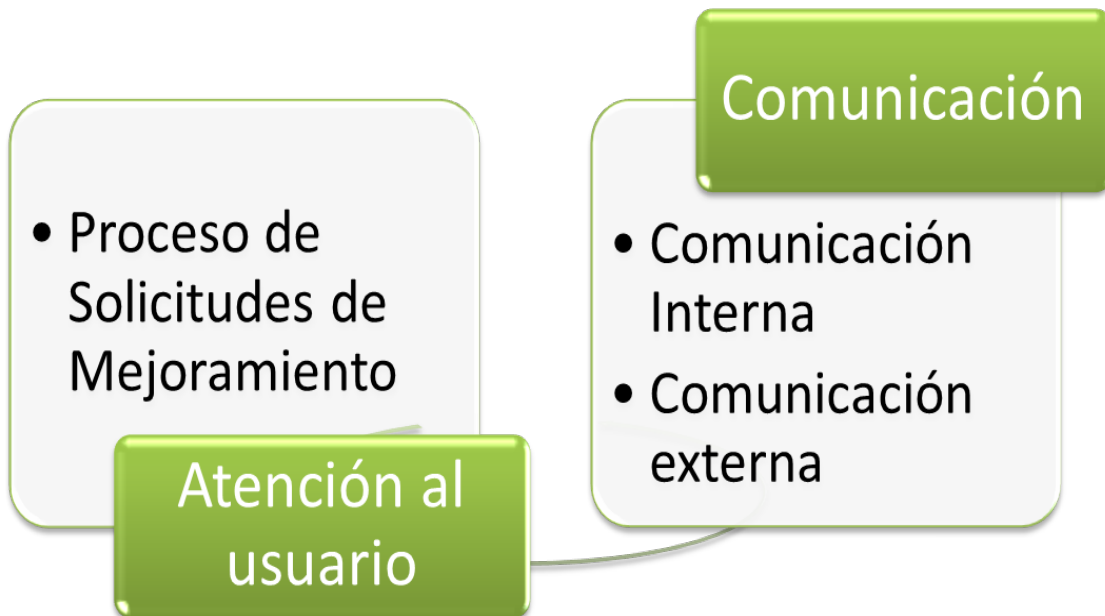 • Proceso de
Solicitudes de
Mejoramiento
Atención al
usuario
Comunicación
• Comunicación
Interna
• Comunicación
externa